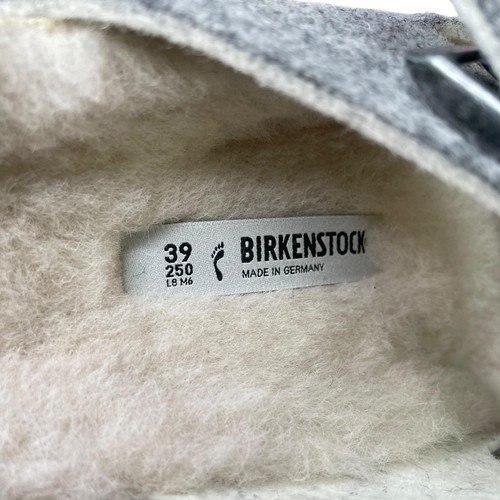 39
250
L8 M6
BIRKENSTOCK®
MADE IN GERMANY